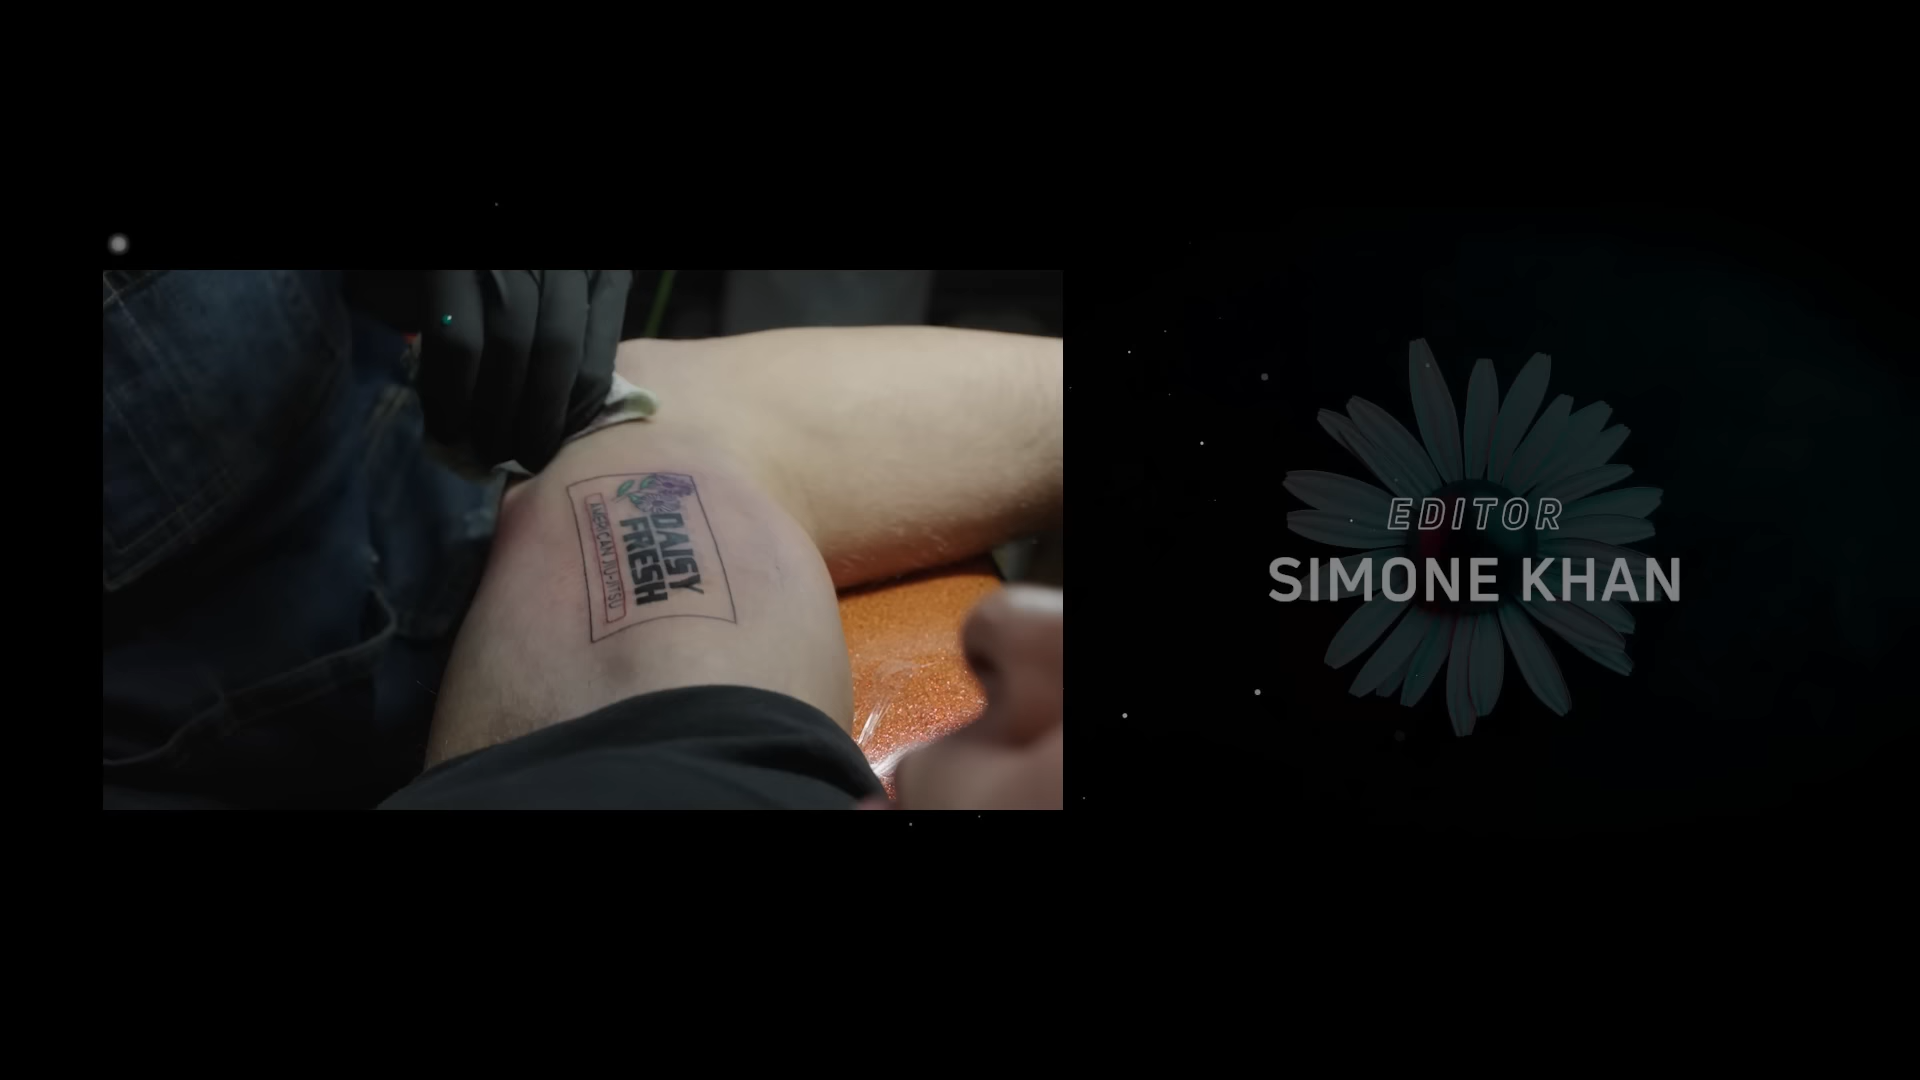 DAISY
FRESH
AMERICAN JIU-JITSU
EDITOR
SIMONE KHAN